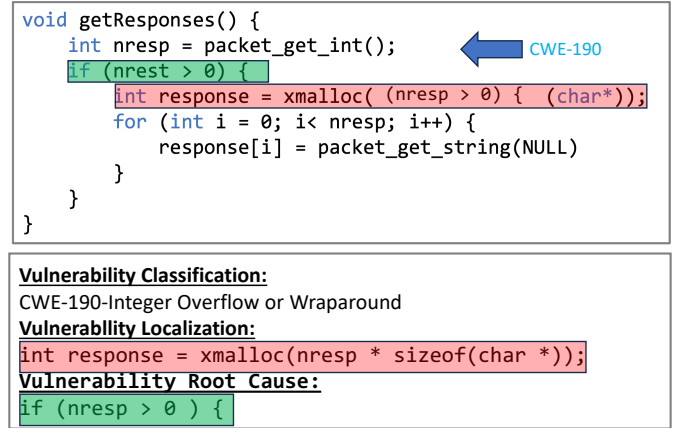 void getResponses() {
int nresp = packet_get_int();
CWE-190
if (nrest > 0) {
int response = xmalloc( (nresp > 0) { (char*));
for (int i = 0; i< nresp; i++) {
response[i] = packet_get_string(NULL)
}
}
}
Vulnerability Classification:
CWE-190-Integer Overflow or Wraparound
Vulnerabllity Localization:
int response = xmalloc(nresp * sizeof(char *));
Vulnerability Root Cause:
if (nresp > 0 ) {